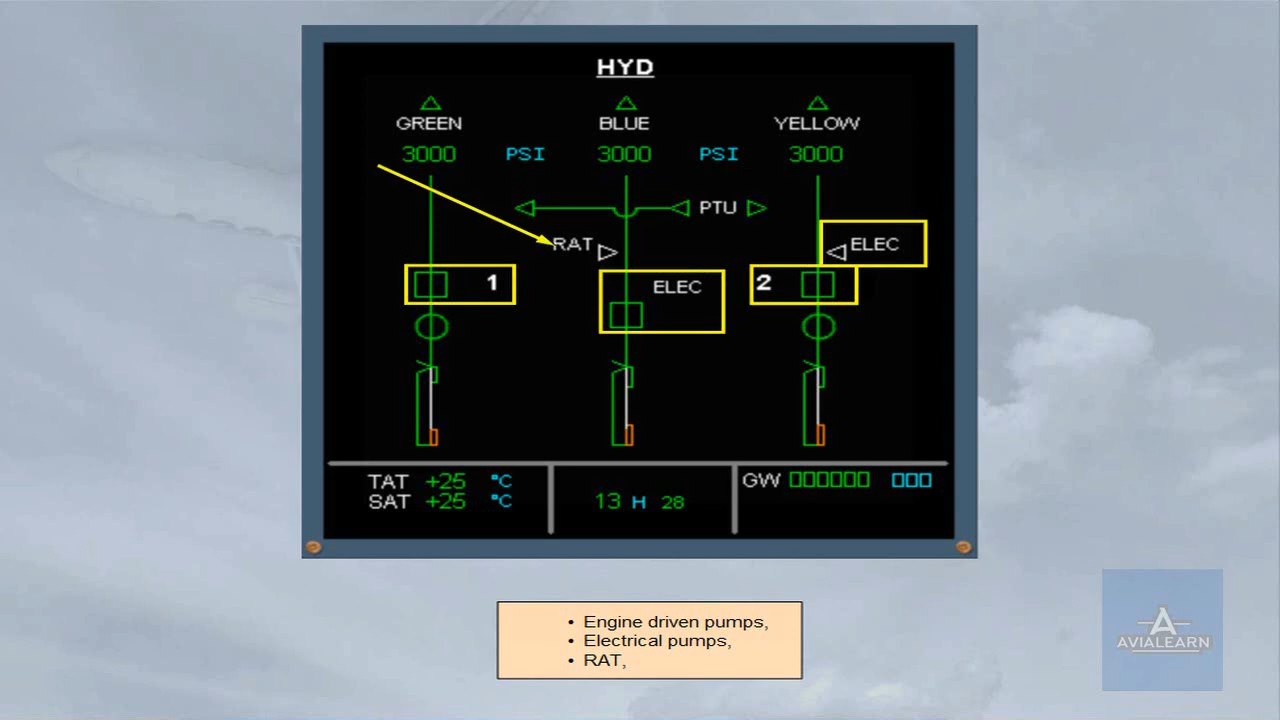 HYD
GREEN BLUE YELLOW
3000 PSI 3000 PSI 3000
PTU
RAT ELEC
1 ELEC 2
TAT +25 °C
SAT +25 °C
13 H 28
GW
• Engine driven pumps,
• Electrical pumps,
• RAT,
A
AVIALEARN